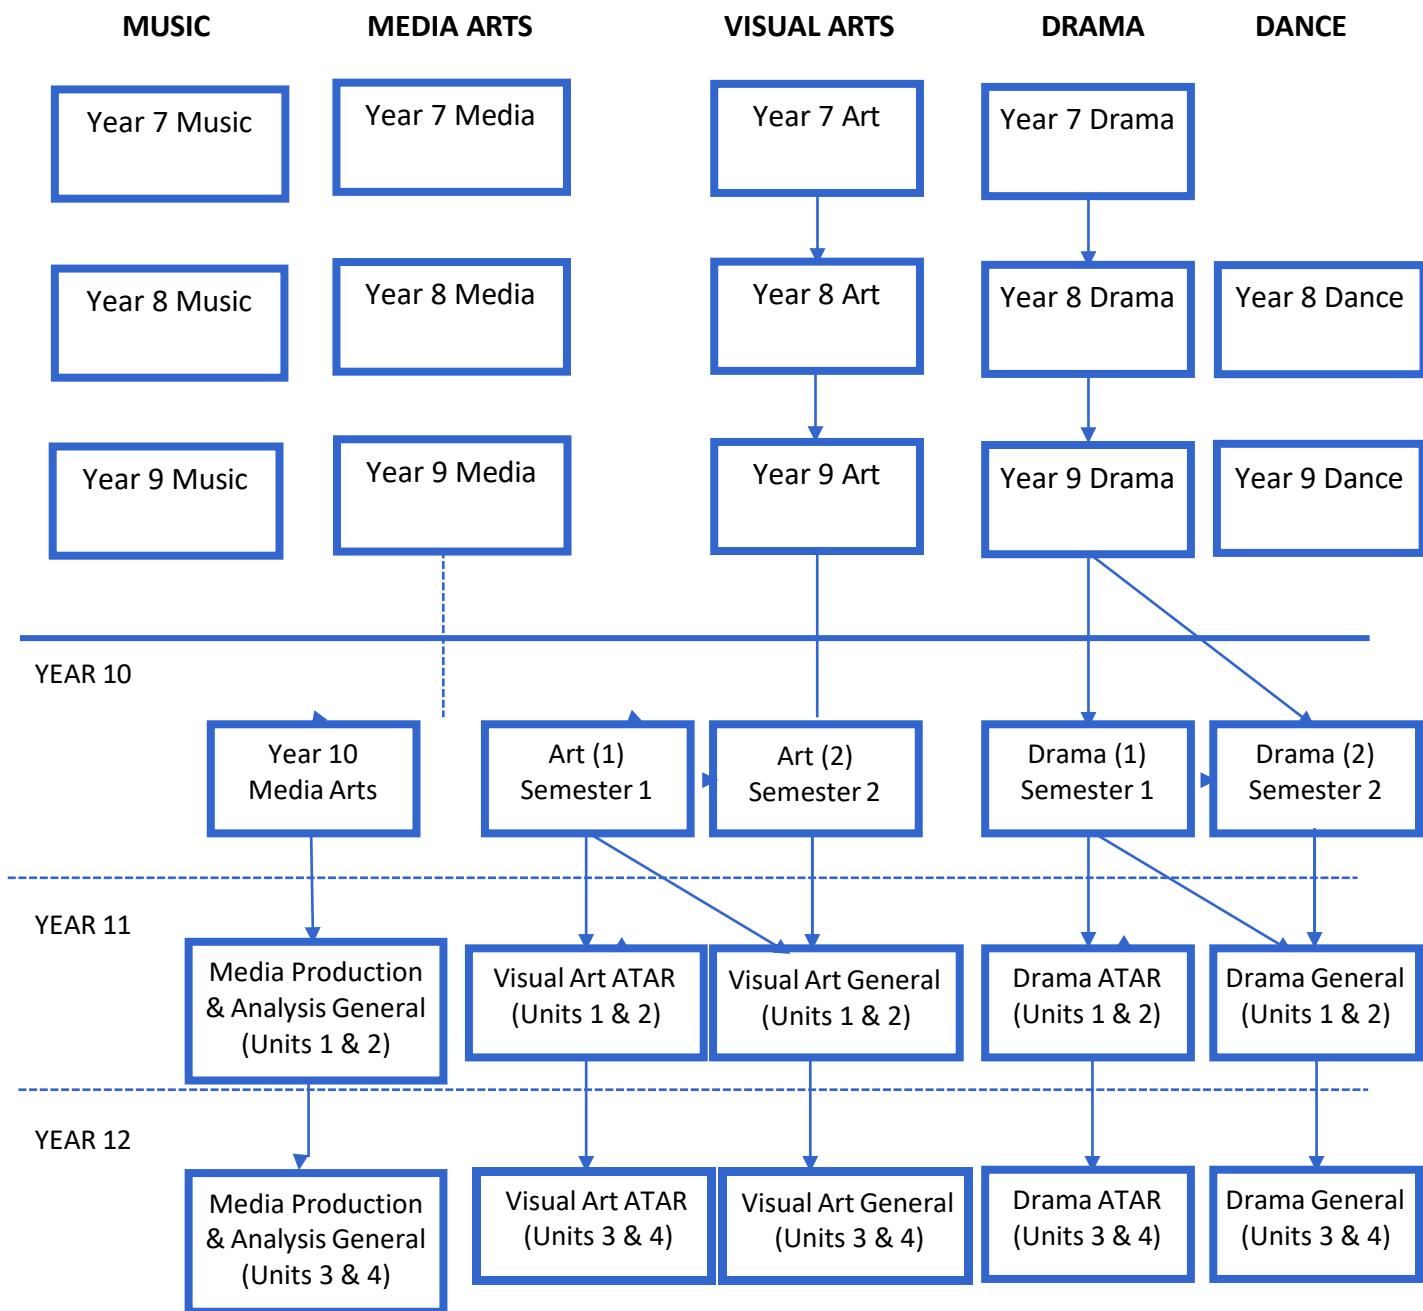 MUSIC
MEDIA ARTS
VISUAL ARTS
DRAMA
DANCE
Year 7 Music
Year 7 Media
Year 7 Art
Year 7 Drama
Year 8 Music
Year 8 Media
Year 8 Art
Year 8 Drama
Year 8 Dance
Year 9 Music
Year 9 Media
Year 9 Art
Year 9 Drama
Year 9 Dance
YEAR 10
Year 10
Media Arts
Art (1)
Semester 1
Art (2)
Semester 2
Drama (1)
Semester 1
Drama (2)
Semester 2
YEAR 11
Media Production
& Analysis General
(Units 1 & 2)
Visual Art ATAR
(Units 1 & 2)
Visual Art General
(Units 1 & 2)
Drama ATAR
(Units 1 & 2)
Drama General
(Units 1 & 2)
YEAR 12
Media Production
& Analysis General
(Units 3 & 4)
Visual Art ATAR
(Units 3 & 4)
Visual Art General
(Units 3 & 4)
Drama ATAR
(Units 3 & 4)
Drama General
(Units 3 & 4)